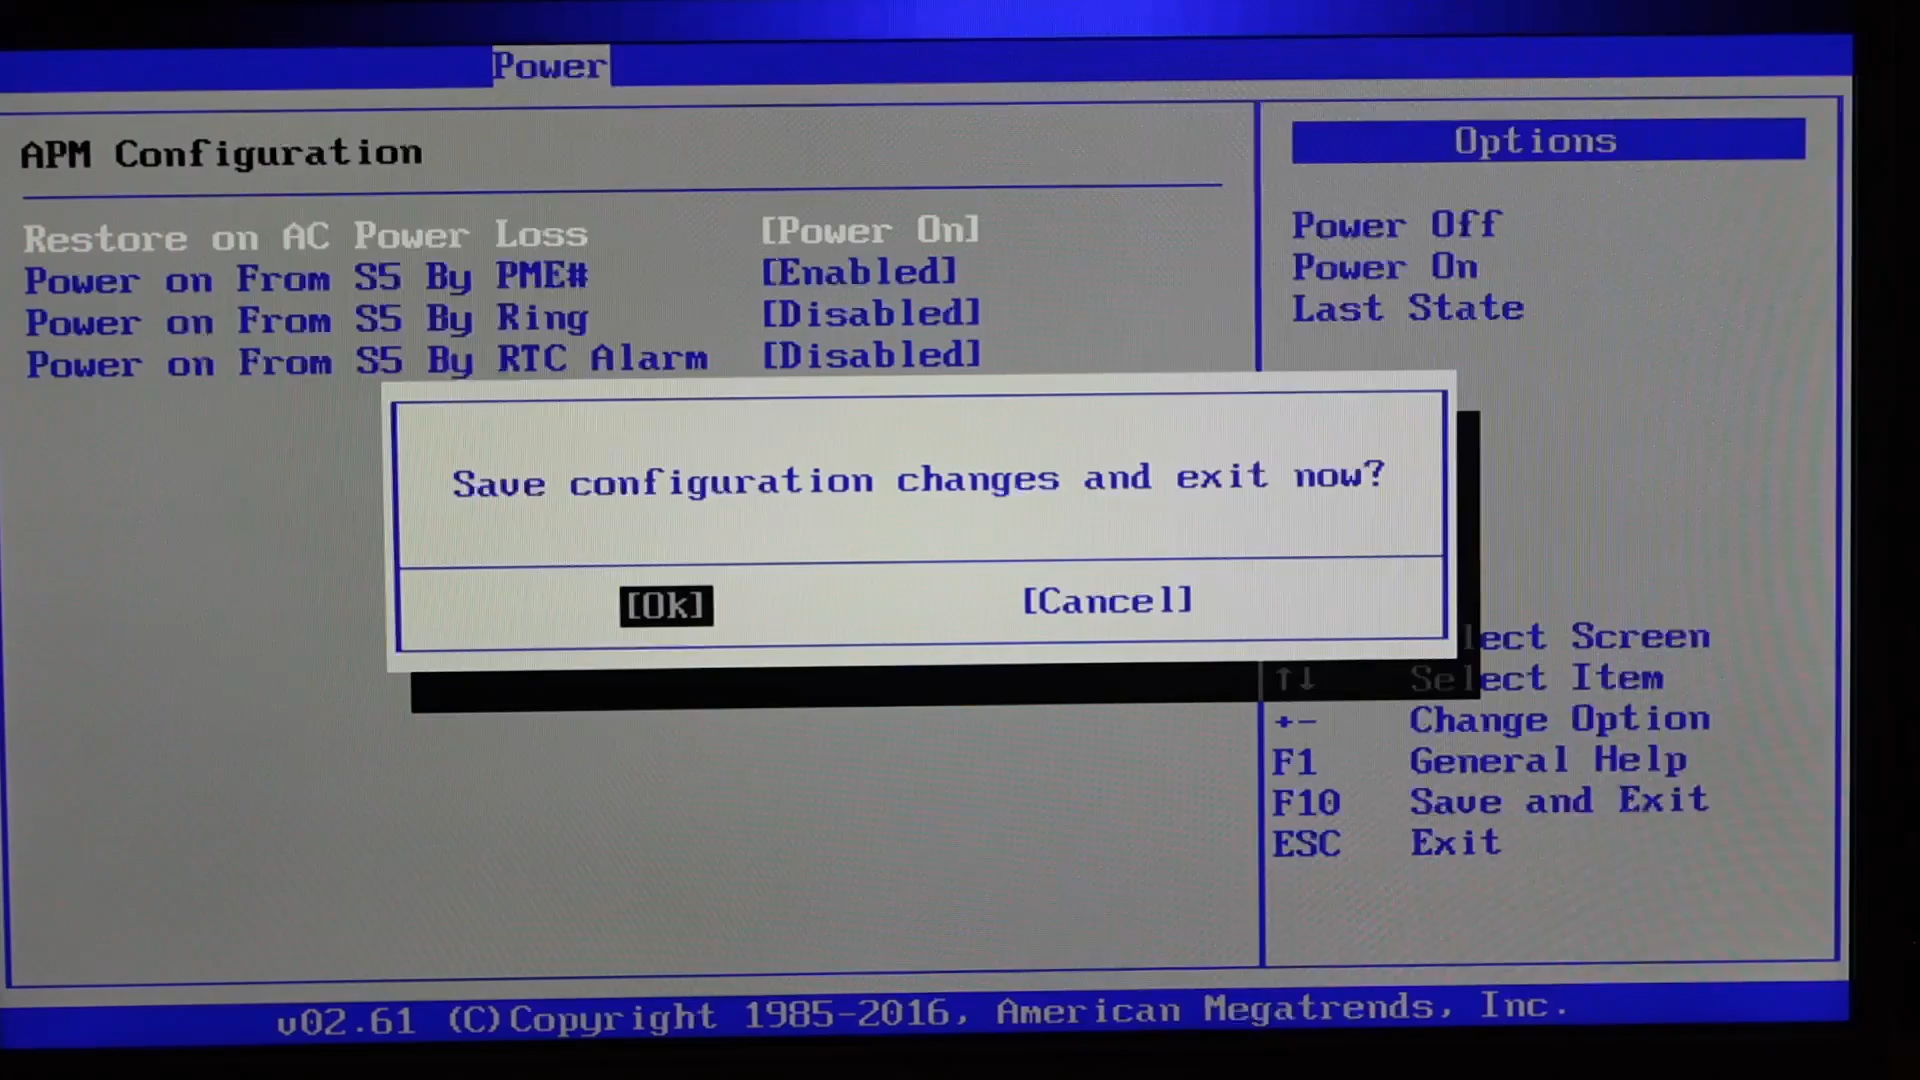 Power
APM Configuration
Restore on AC Power Loss [Power On]
Power on From S5 By PME# [Enabled]
Power on From S5 By Ring [Disabled]
Power on From S5 By RTC Alarm [Disabled]
Options
Power Off
Power On
Last State
Save configuration changes and exit now?
[Ok] [Cancel]
lect Screen
↑↓ Select Item
+- Change Option
F1 General Help
F10 Save and Exit
ESC Exit
v02.61 (C)Copyright 1985-2016, American Megatrends, Inc.